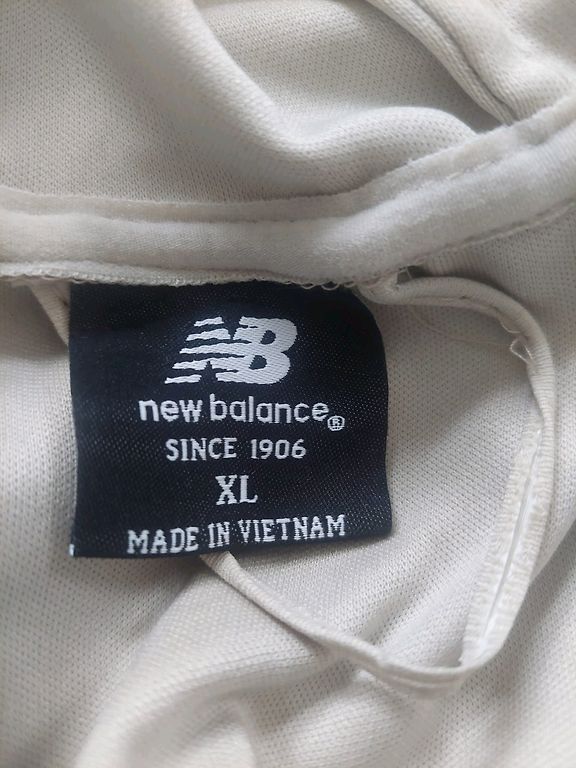 NB
new balance®
SINCE 1906
XL
MADE IN VIETNAM